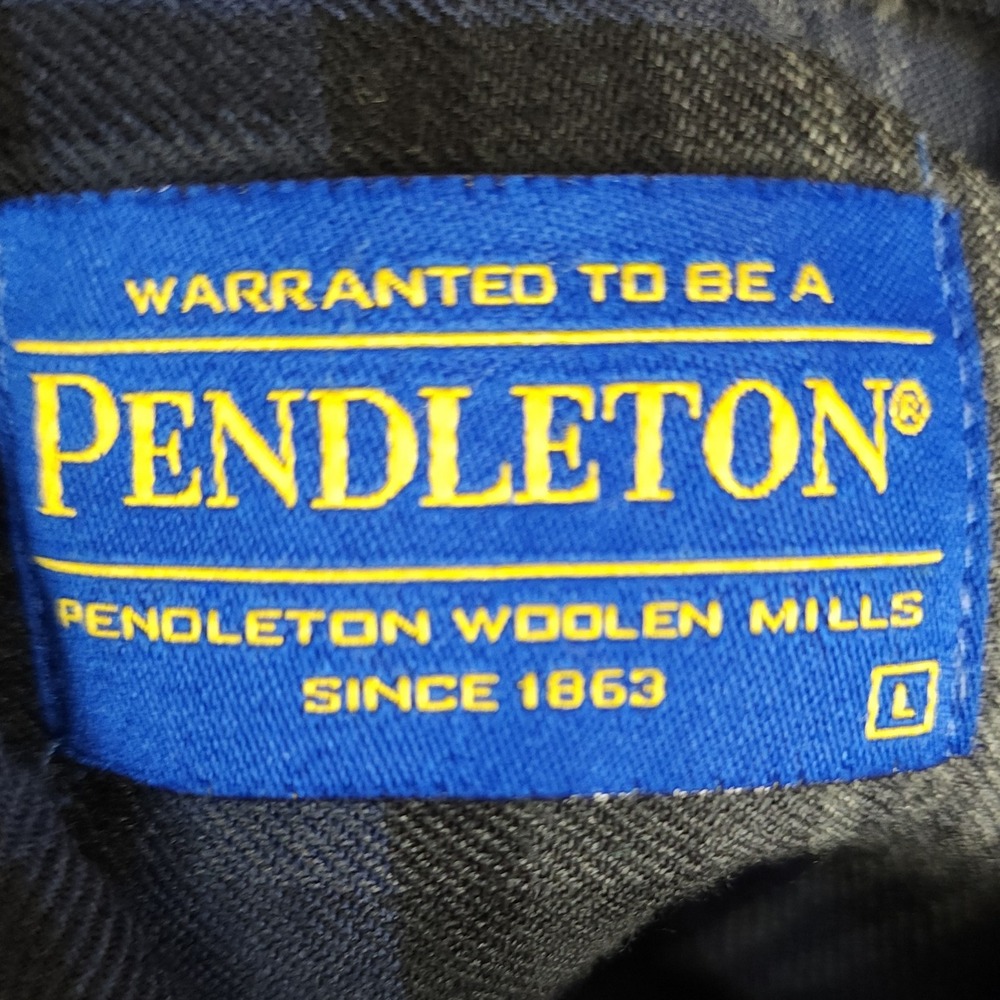 WARRANTED TO BE A
PENDLETON®
PENDLETON WOOLEN MILLS
SINCE 1863
L